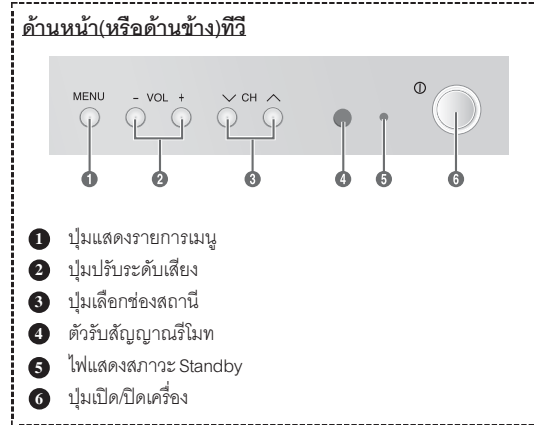 ด้านหน้า(หรือด้านข้าง)ทีวี
MENU - VOL + CH
1 2 3 4 5 6
1 ปุ่มแสดงรายการเมนู
2 ปุ่มปรับระดับเสียง
3 ปุ่มเลือกช่องสถานี
4 ตัวรับสัญญาณรีโมท
5 ไฟแสดงสภาวะ Standby
6 ปุ่มเปิด/ปิดเครื่อง